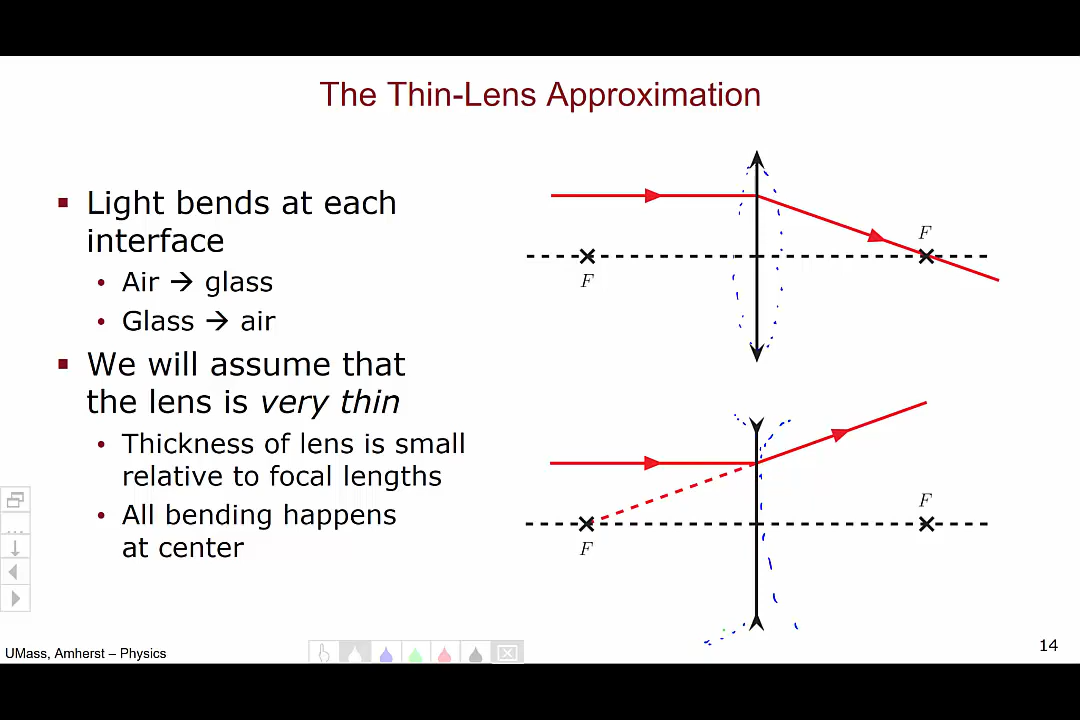 The Thin-Lens Approximation
▪ Light bends at each
interface
• Air → glass
• Glass → air
▪ We will assume that
the lens is very thin
• Thickness of lens is small
relative to focal lengths
• All bending happens
at center
F
F
F
F
UMass, Amherst – Physics
14